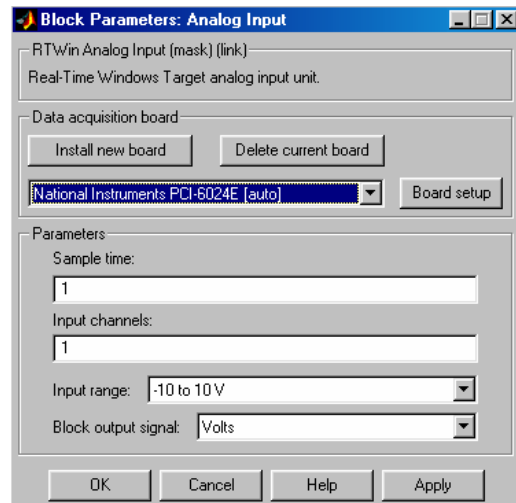 Block Parameters: Analog Input
RTWin Analog Input (mask) (link)
Real-Time Windows Target analog input unit.
Data acquisition board
Install new board Delete current board
National Instruments PCI-6024E [auto] Board setup
Parameters
Sample time:
1
Input channels:
1
Input range: -10 to 10 V
Block output signal: Volts
OK Cancel Help Apply